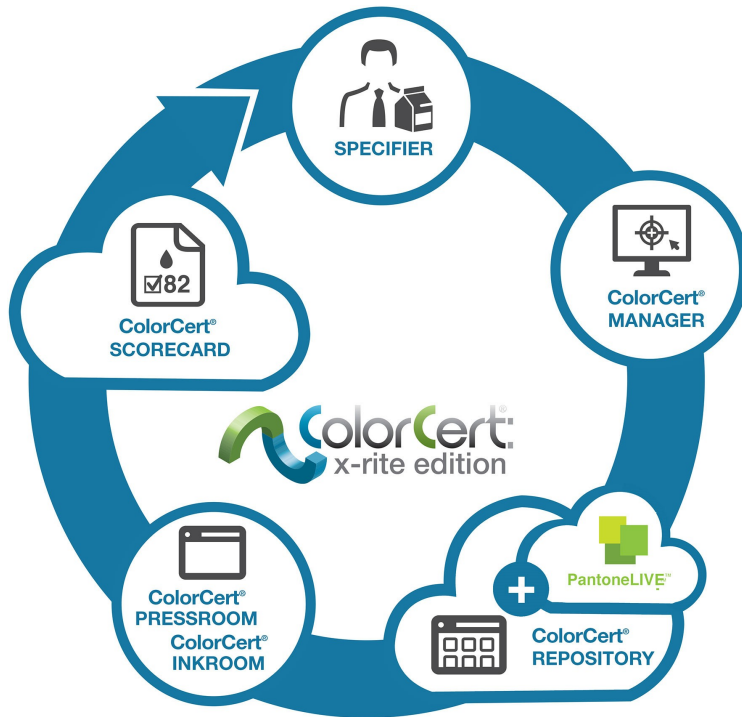 SPECIFIER
ColorCert®
MANAGER
PantoneLIVE™
+
ColorCert®
REPOSITORY
ColorCert®
PRESSROOM
ColorCert®
INKROOM
82
ColorCert®
SCORECARD
ColorCert:®
x-rite edition